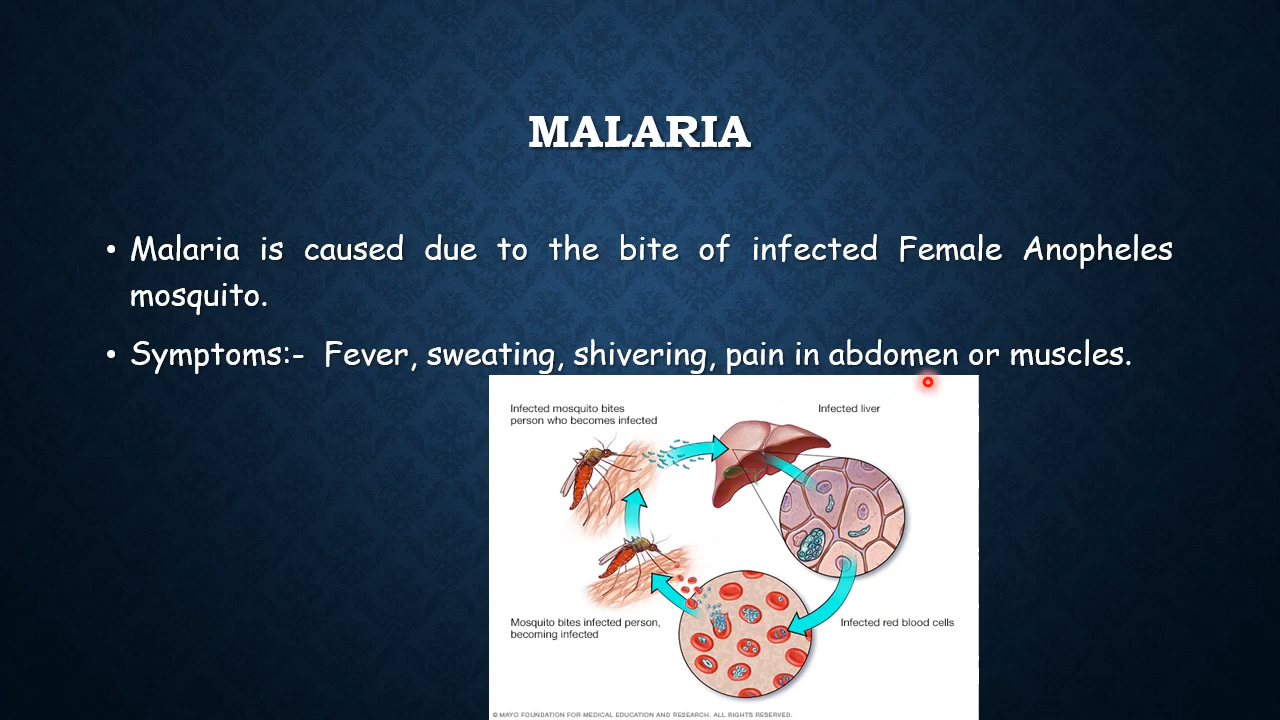 MALARIA
• Malaria is caused due to the bite of infected Female Anopheles
mosquito.
• Symptoms:- Fever, sweating, shivering, pain in abdomen or muscles.
Infected mosquito bites
person who becomes infected
Infected liver
Mosquito bites infected person,
becoming infected
Infected red blood cells
© MAYO FOUNDATION FOR MEDICAL EDUCATION AND RESEARCH. ALL RIGHTS RESERVED.